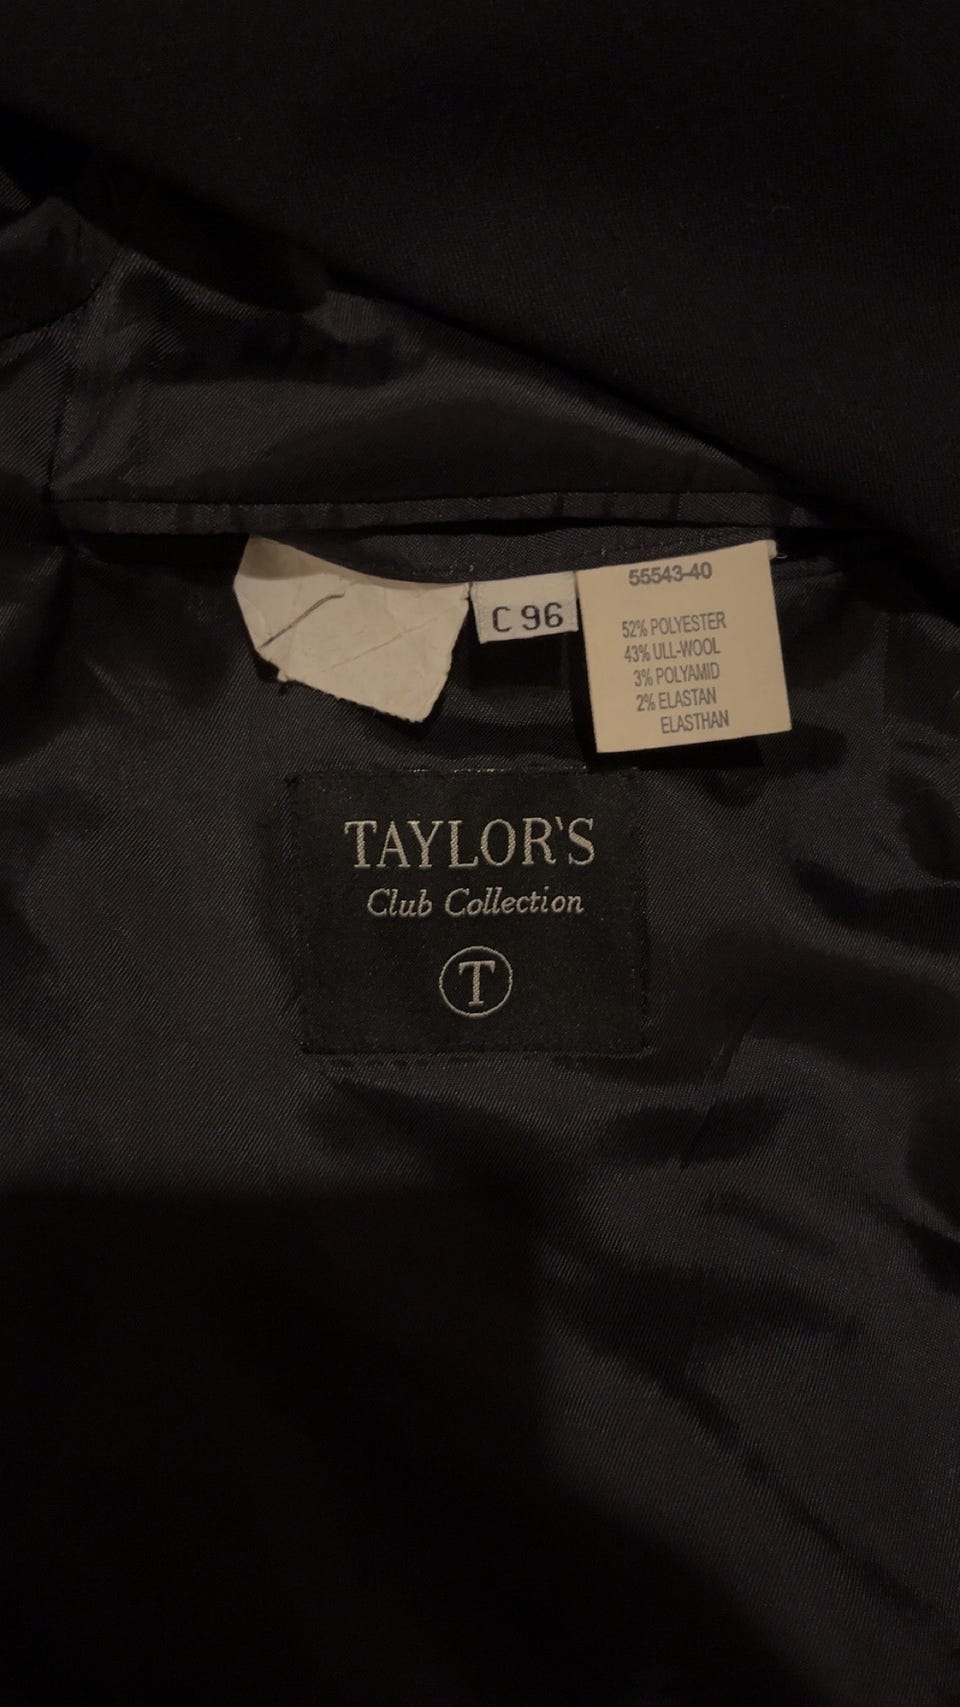 C 96
55543-40
52% POLYESTER
43% ULL-WOOL
3% POLYAMID
2% ELASTAN
ELASTHAN
TAYLOR'S
Club Collection
T